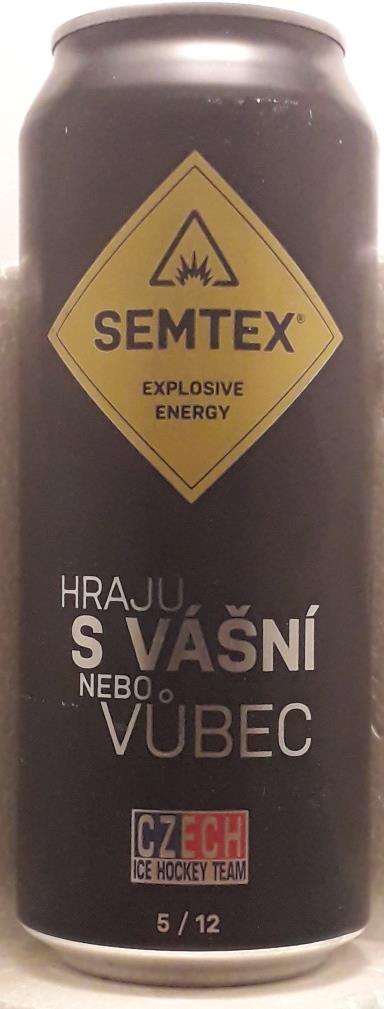 SEMTEX®
EXPLOSIVE
ENERGY
HRAJU
S VÁŠNÍ
NEBO
VŮBEC
CZECH
ICE HOCKEY TEAM
5 / 12